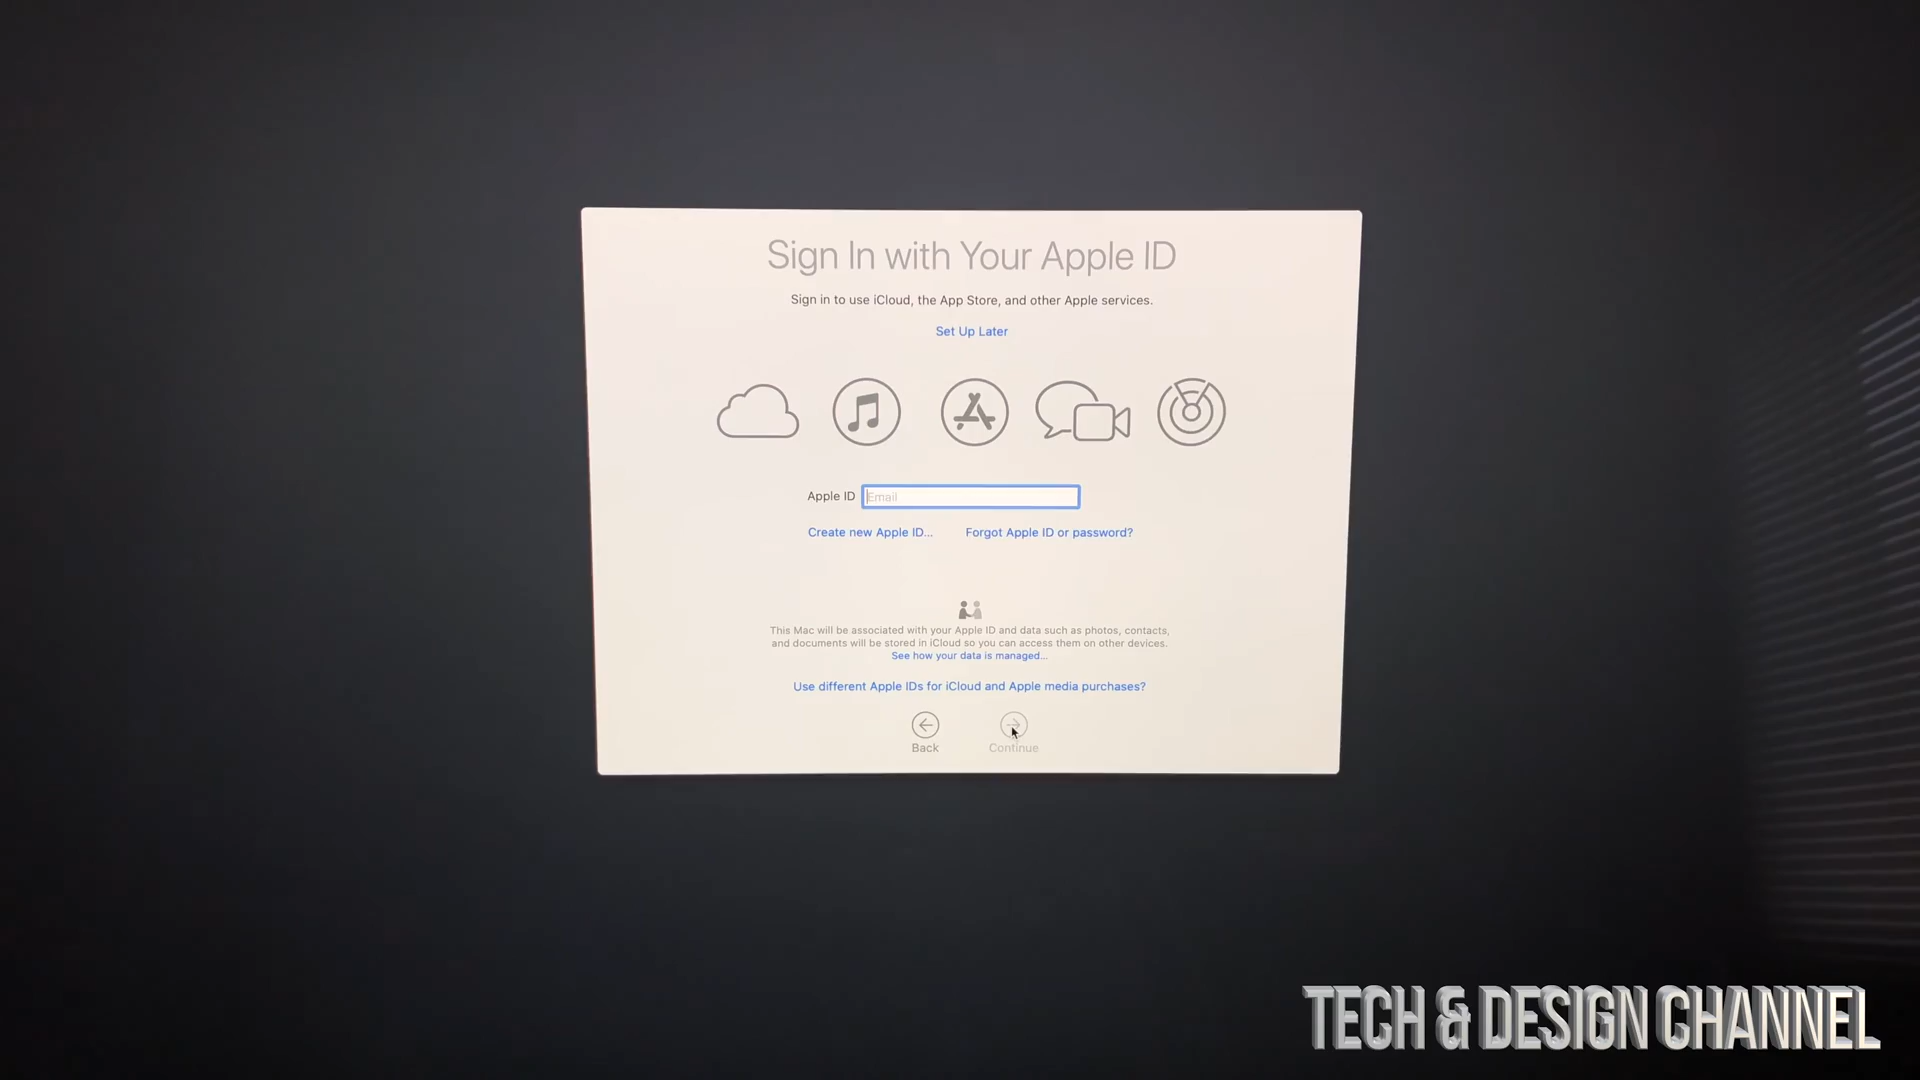 Sign In with Your Apple ID
Sign in to use iCloud, the App Store, and other Apple services.
Set Up Later
Apple ID Email
Create new Apple ID... Forgot Apple ID or password?
This Mac will be associated with your Apple ID and data such as photos, contacts,
and documents will be stored in iCloud so you can access them on other devices.
See how your data is managed...
Use different Apple IDs for iCloud and Apple media purchases?
Back Continue
TECH & DESIGN CHANNEL